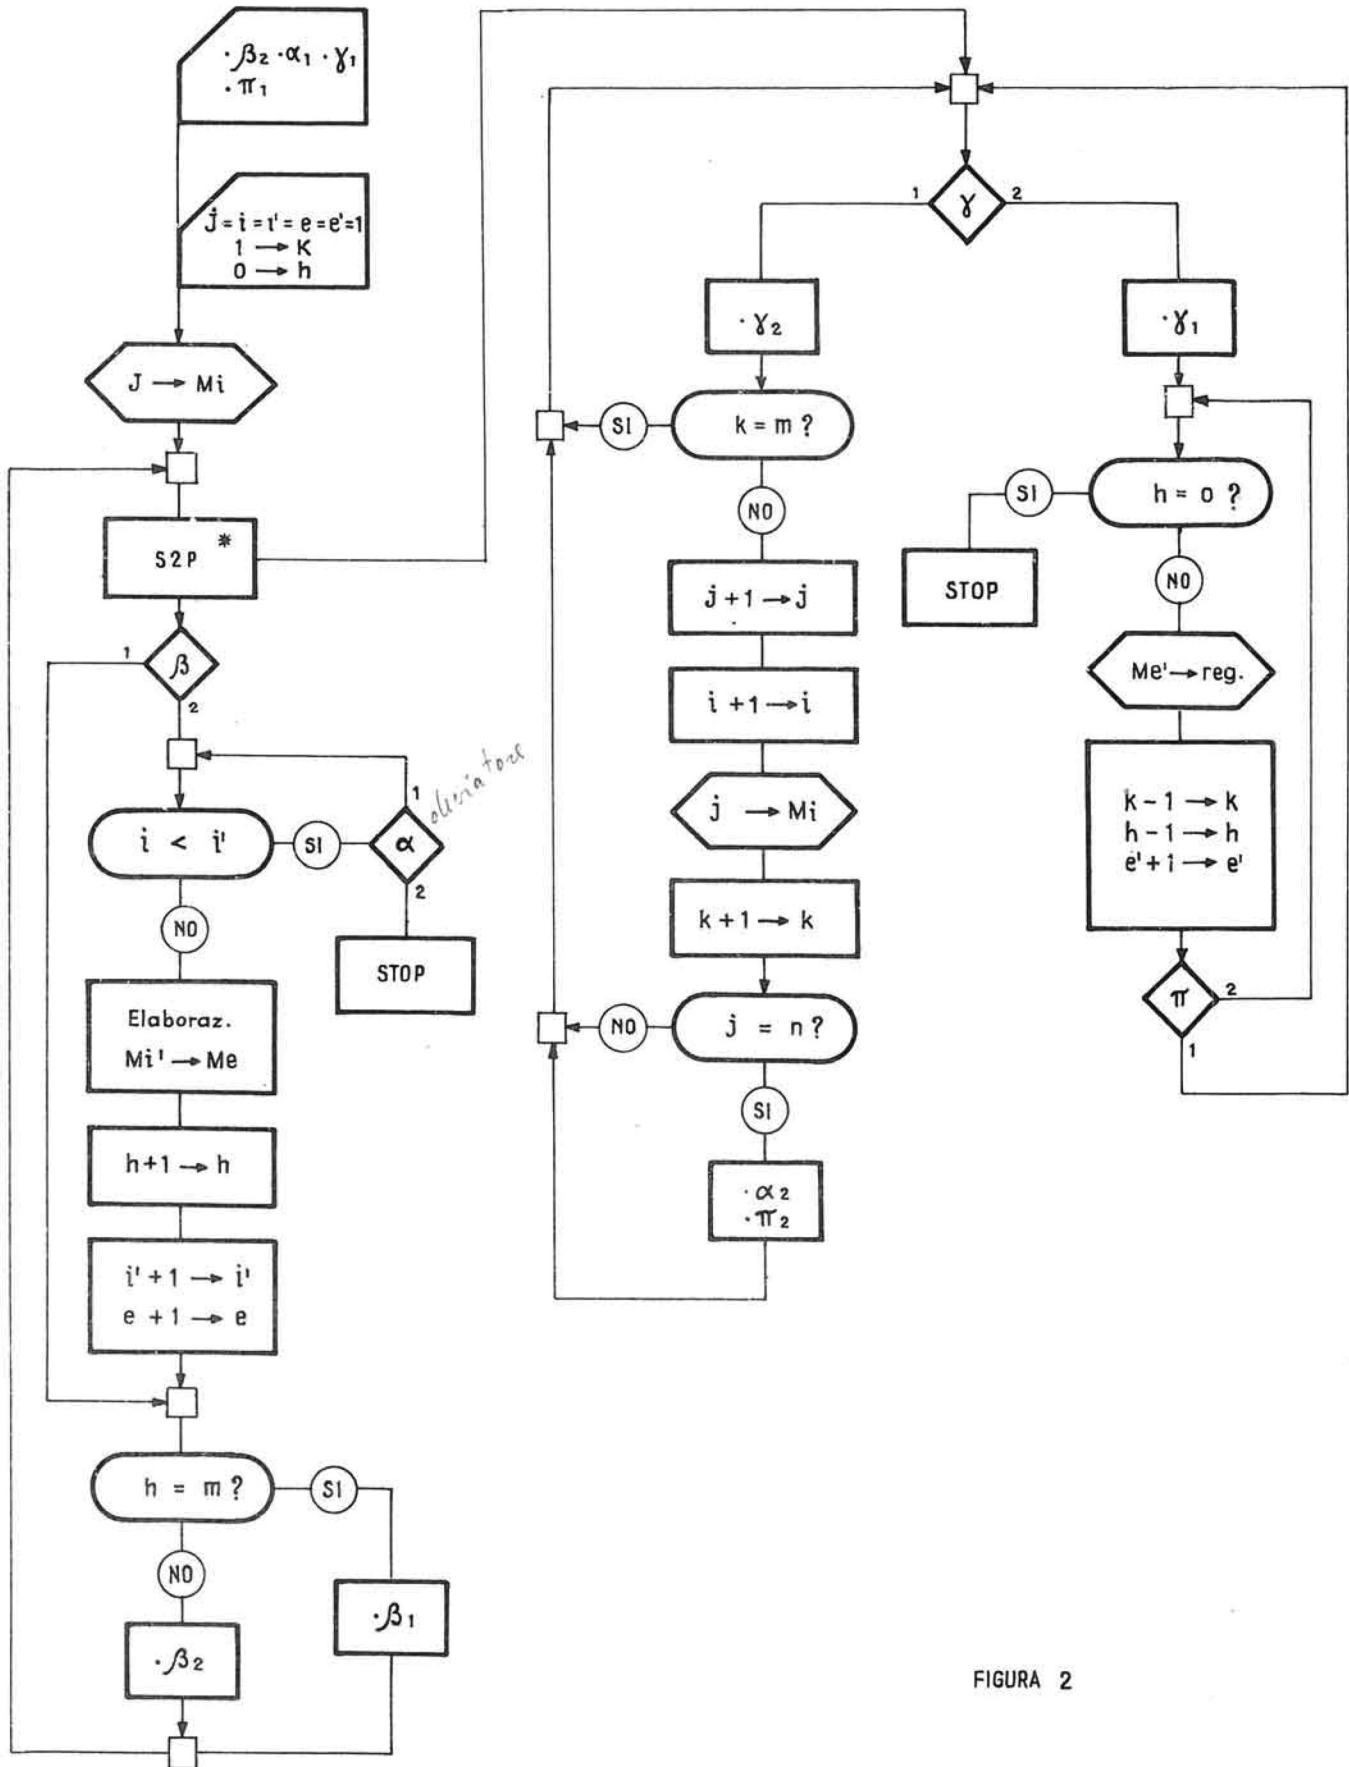 · β2 · α1 · γ1
· π1
j = i = i' = e = e' = 1
1 → K
0 → h
J → Mi
S2P *
β
1
2
i < i'
SI
α
1
2
STOP
NO
Elaboraz.
Mi' → Me
h+1 → h
i' + 1 → i'
e + 1 → e
h = m ?
SI
NO
· β1
· β2
γ
1
2
· γ2
k = m ?
SI
NO
j + 1 → j
i + 1 → i
j → Mi
k + 1 → k
j = n ?
NO
SI
· α2
· π2
· γ1
h = o ?
SI
STOP
NO
Me' → reg.
k - 1 → k
h - 1 → h
e' + 1 → e'
π
2
1
FIGURA 2